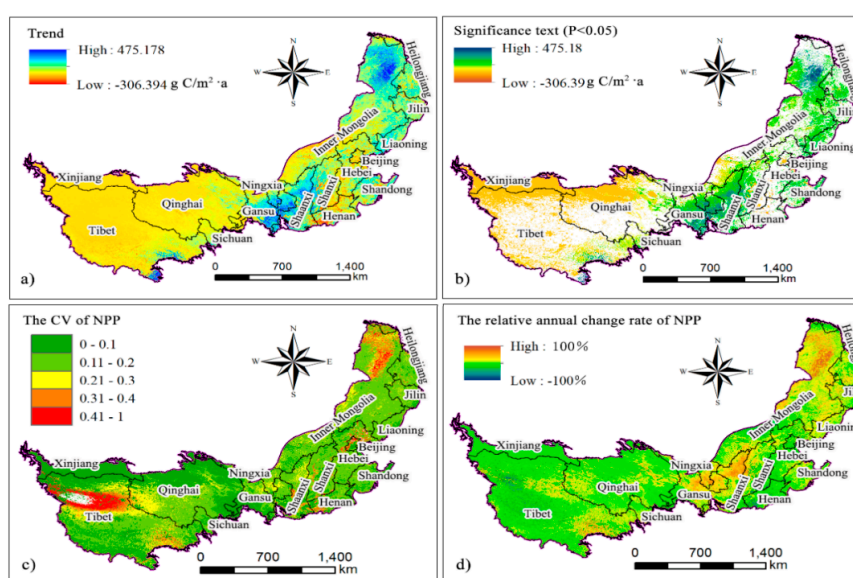 Trend
High : 475.178
Low : -306.394 g C/m² ·a
N
W
E
S
Heilongjiang
Jilin
Liaoning
Inner Mongolia
Beijing
Hebei
Shandong
Shanxi
Shaanxi
Ningxia
Gansu
Henan
Xinjiang
Qinghai
Tibet
Sichuan
0 700 1,400
km
a)
Significance text (P<0.05)
High : 475.18
Low : -306.39 g C/m² ·a
N
W
E
S
Heilongjiang
Jilin
Liaoning
Inner Mongolia
Beijing
Hebei
Shandong
Shanxi
Shaanxi
Ningxia
Gansu
Henan
Xinjiang
Qinghai
Tibet
Sichuan
0 700 1,400
km
b)
The CV of NPP
0 - 0.1
0.11 - 0.2
0.21 - 0.3
0.31 - 0.4
0.41 - 1
N
W
E
S
Heilongjiang
Jilin
Liaoning
Inner Mongolia
Beijing
Hebei
Shandong
Shanxi
Shaanxi
Ningxia
Gansu
Henan
Xinjiang
Qinghai
Tibet
Sichuan
0 700 1,400
km
c)
The relative annual change rate of NPP
High : 100%
Low : -100%
N
W
E
S
Heilongjiang
Jilin
Liaoning
Inner Mongolia
Beijing
Hebei
Shandong
Shanxi
Shaanxi
Ningxia
Gansu
Henan
Xinjiang
Qinghai
Tibet
Sichuan
0 700 1,400
km
d)